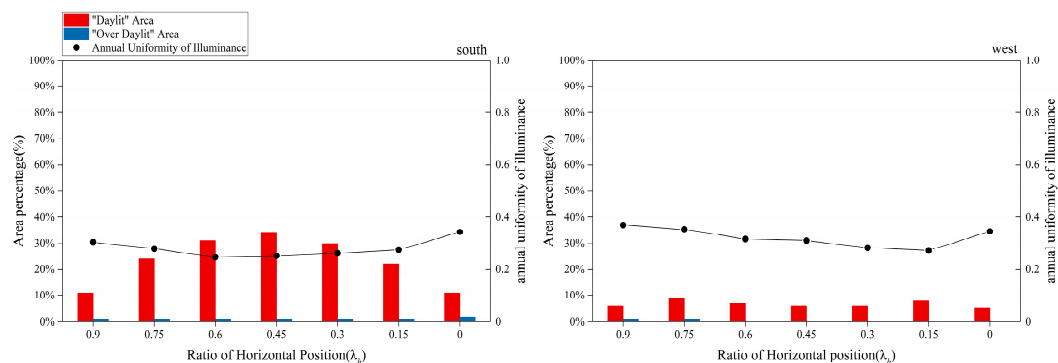 "Daylit" Area
"Over Daylit" Area
Annual Uniformity of Illuminance
south
100%
90%
80%
70%
60%
50%
40%
30%
20%
10%
0%
Area percentage(%)
1.0
0.8
0.6
0.4
0.2
0
annual uniformity of illuminance
0.9 0.75 0.6 0.45 0.3 0.15 0
Ratio of Horizontal Position(λh)
west
100%
90%
80%
70%
60%
50%
40%
30%
20%
10%
0%
Area percentage(%)
1.0
0.8
0.6
0.4
0.2
0
annual uniformity of illuminance
0.9 0.75 0.6 0.45 0.3 0.15 0
Ratio of Horizontal position(λh)